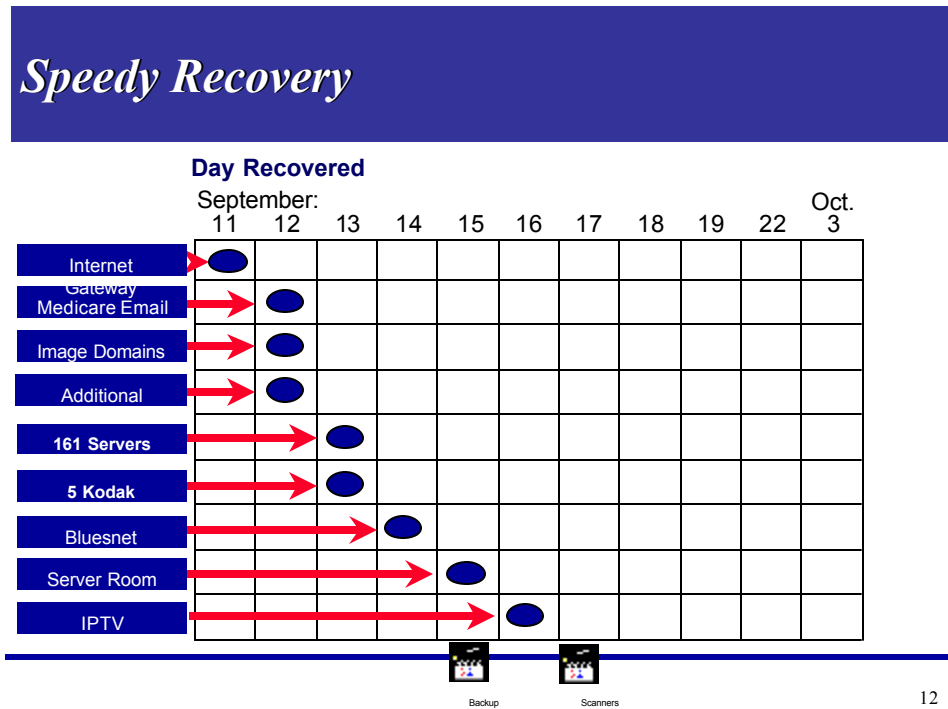 Speedy Recovery
Day Recovered
September:
Oct.
11 12 13 14 15 16 17 18 19 22 3
Internet
Gateway
Medicare Email
Image Domains
Additional
161 Servers
5 Kodak
Bluesnet
Server Room
IPTV
Backup
Scanners
12